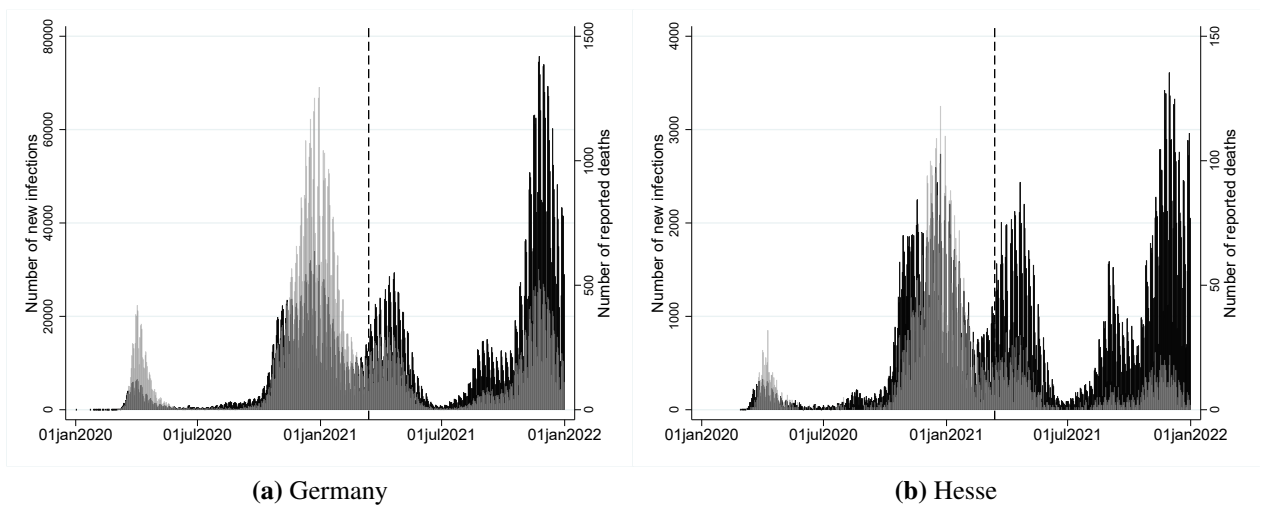 80000
60000
40000
20000
0
Number of new infections
1500
1000
500
0
Number of reported deaths
01jan2020 01jul2020 01jan2021 01jul2021 01jan2022
(a) Germany
4000
3000
2000
1000
0
Number of new infections
150
100
50
0
Number of reported deaths
01jan2020 01jul2020 01jan2021 01jul2021 01jan2022
(b) Hesse